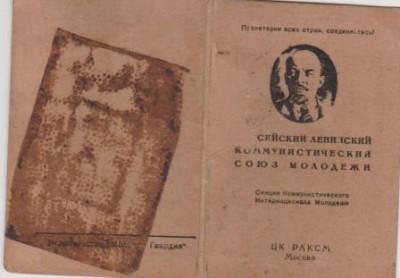 Пролетарии всех стран, соединяйтесь!
СИЙСКИЙ ЛЕНИНСКИЙ
КОММУНИСТИЧЕСКИЙ
СОЮЗ МОЛОДЕЖИ
Секция Коммунистического
Интернационала Молодежи
ЦК РЛКСМ
Москва
Гвардия"